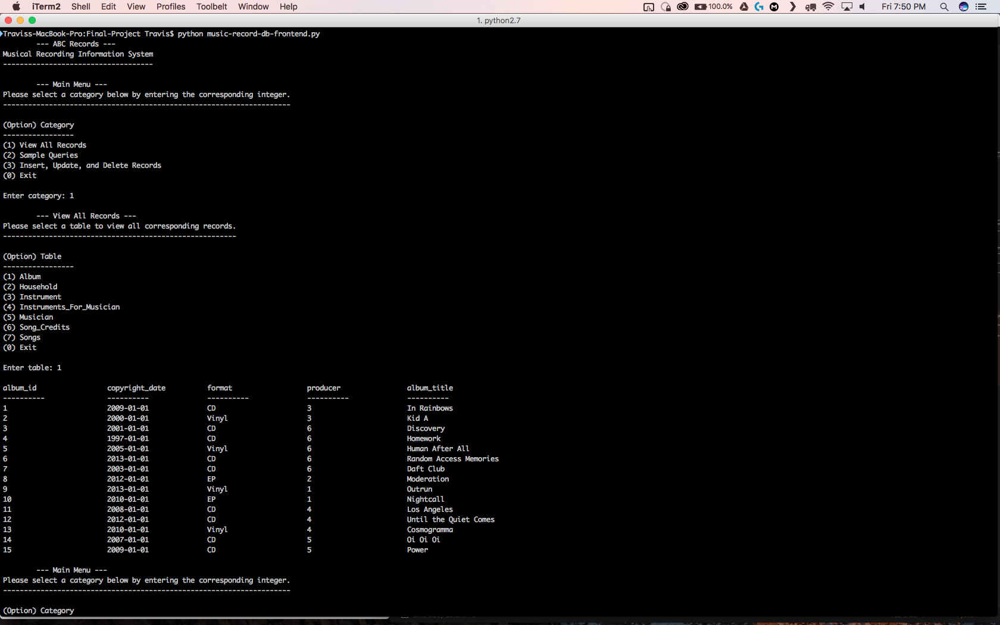 iTerm2 Shell Edit View Profiles Toolbelt Window Help 100.0% Fri 7:50 PM
1. python2.7
Traviss-MacBook-Pro:Final-Project Travis$ python music-record-db-frontend.py
--- ABC Records ---
Musical Recording Information System
------------------------------------
--- Main Menu ---
Please select a category below by entering the corresponding integer.
---------------------------------------------------------------------
(Option) Category
-----------------
(1) View All Records
(2) Sample Queries
(3) Insert, Update, and Delete Records
(0) Exit
Enter category: 1
--- View All Records ---
Please select a table to view all corresponding records.
--------------------------------------------------------
(Option) Table
-----------------
(1) Album
(2) Household
(3) Instrument
(4) Instruments_For_Musician
(5) Musician
(6) Song_Credits
(7) Songs
(0) Exit
Enter table: 1
album_id copyright_date format producer album_title
---------- ---------- ---------- ---------- ----------
1 2009-01-01 CD 3 In Rainbows
2 2000-01-01 Vinyl 3 Kid A
3 2001-01-01 CD 6 Discovery
4 1997-01-01 CD 6 Homework
5 2005-01-01 Vinyl 6 Human After All
6 2013-01-01 CD 6 Random Access Memories
7 2003-01-01 CD 6 Daft Club
8 2012-01-01 EP 2 Moderation
9 2013-01-01 Vinyl 1 Outrun
10 2010-01-01 EP 1 Nightcall
11 2008-01-01 CD 4 Los Angeles
12 2012-01-01 CD 4 Until the Quiet Comes
13 2010-01-01 Vinyl 4 Cosmogramma
14 2007-01-01 CD 5 Oi Oi Oi
15 2009-01-01 CD 5 Power
--- Main Menu ---
Please select a category below by entering the corresponding integer.
---------------------------------------------------------------------
(Option) Category